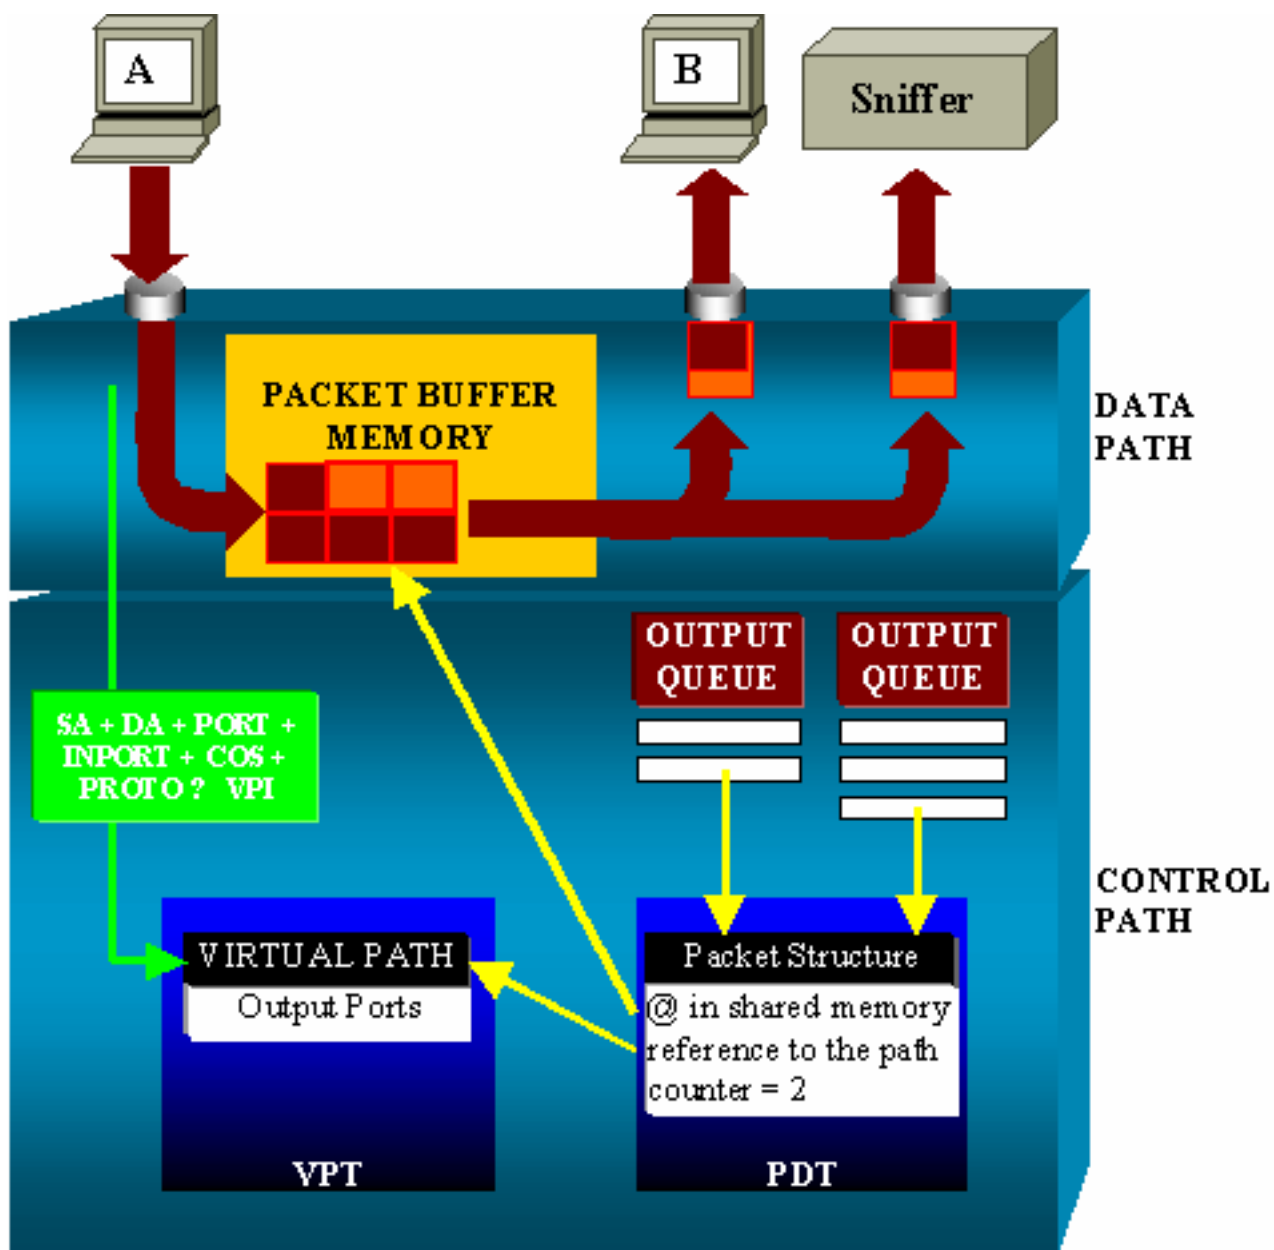 A
B
Sniffer
PACKET BUFFER
MEMORY
DATA
PATH
OUTPUT
QUEUE
OUTPUT
QUEUE
SA + DA + PORT +
INPORT + COS +
PROTO ? VPI
CONTROL
PATH
VIRTUAL PATH
Output Ports
VPT
Packet Structure
@ in shared memory
reference to the path
counter = 2
PDT